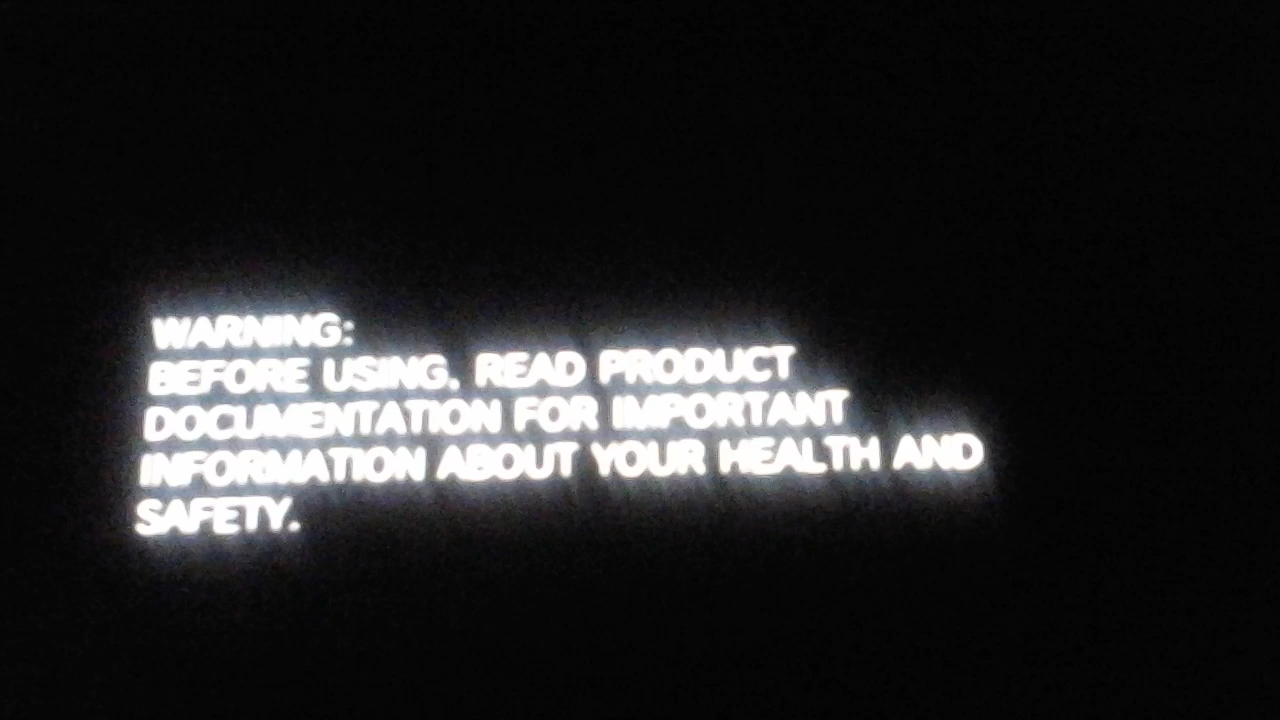 WARNING:
BEFORE USING, READ PRODUCT
DOCUMENTATION FOR IMPORTANT
INFORMATION ABOUT YOUR HEALTH AND
SAFETY.